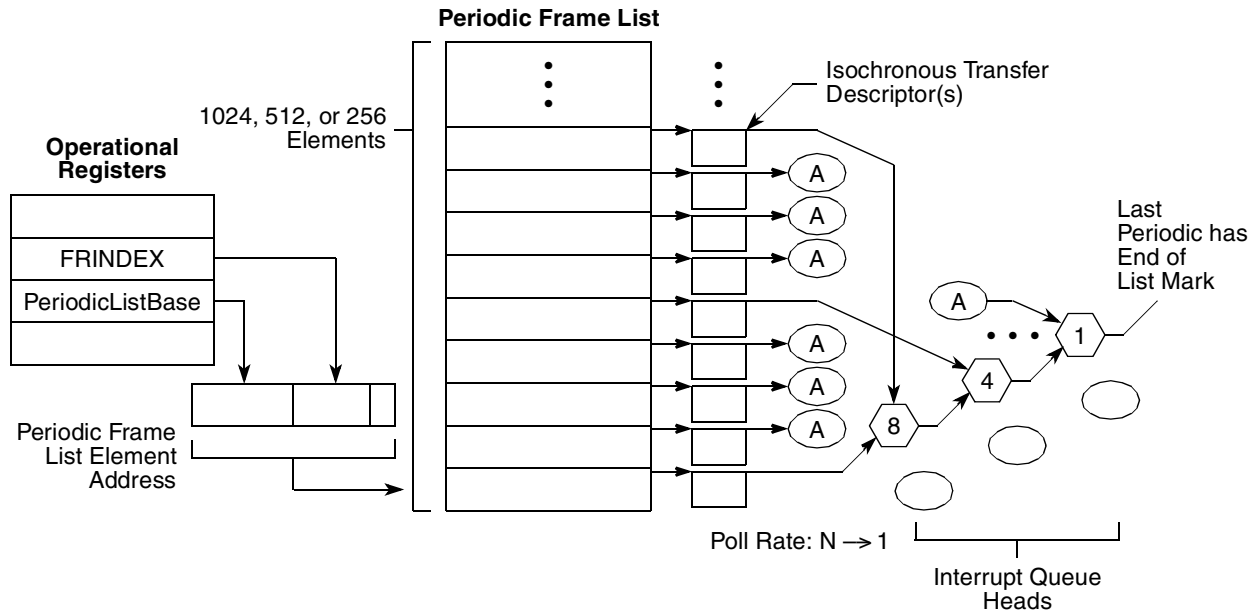 Periodic Frame List
Isochronous Transfer
Descriptor(s)
1024, 512, or 256
Elements
Operational
Registers
FRINDEX
PeriodicListBase
A
A
A
A
A
A
Last
Periodic has
End of
List Mark
A
1
4
8
Periodic Frame
List Element
Address
Poll Rate: N → 1
Interrupt Queue
Heads